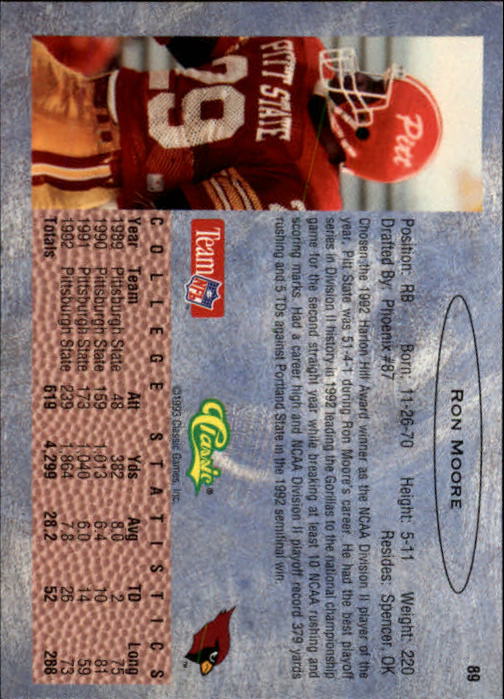 89
RON MOORE
Position: RB Born: 11-26-70 Height: 5-11 Weight: 220
Drafted By: Phoenix #87 Resides: Spencer, OK
Chosen the 1992 Harlon Hill Award winner as the NCAA Division II player of the
year. Pitt State was 51-4-1 during Ron Moore's career. He had the best playoff
series in Division II history in 1992 leading the Gorillas to the national championship
game for the second straight year while breaking at least 10 NCAA rushing and
scoring marks. Had a career high and NCAA Division II playoff record 379 yards
rushing and 5 TDs against Portland State in the 1992 semifinal win.
Pitt
PITT STATE
29
Team NFL
Classic®
©1993 Classic Games, Inc.
TM
COLLEGE STATISTICS
Year Team Att Yds Avg TD Long
1989 Pittsburgh State 48 382 8.0 2 75
1990 Pittsburgh State 159 1,013 6.4 10 81
1991 Pittsburgh State 173 1,040 6.0 14 59
1992 Pittsburgh State 239 1,864 7.8 26 73
Totals 619 4,299 28.2 52 288